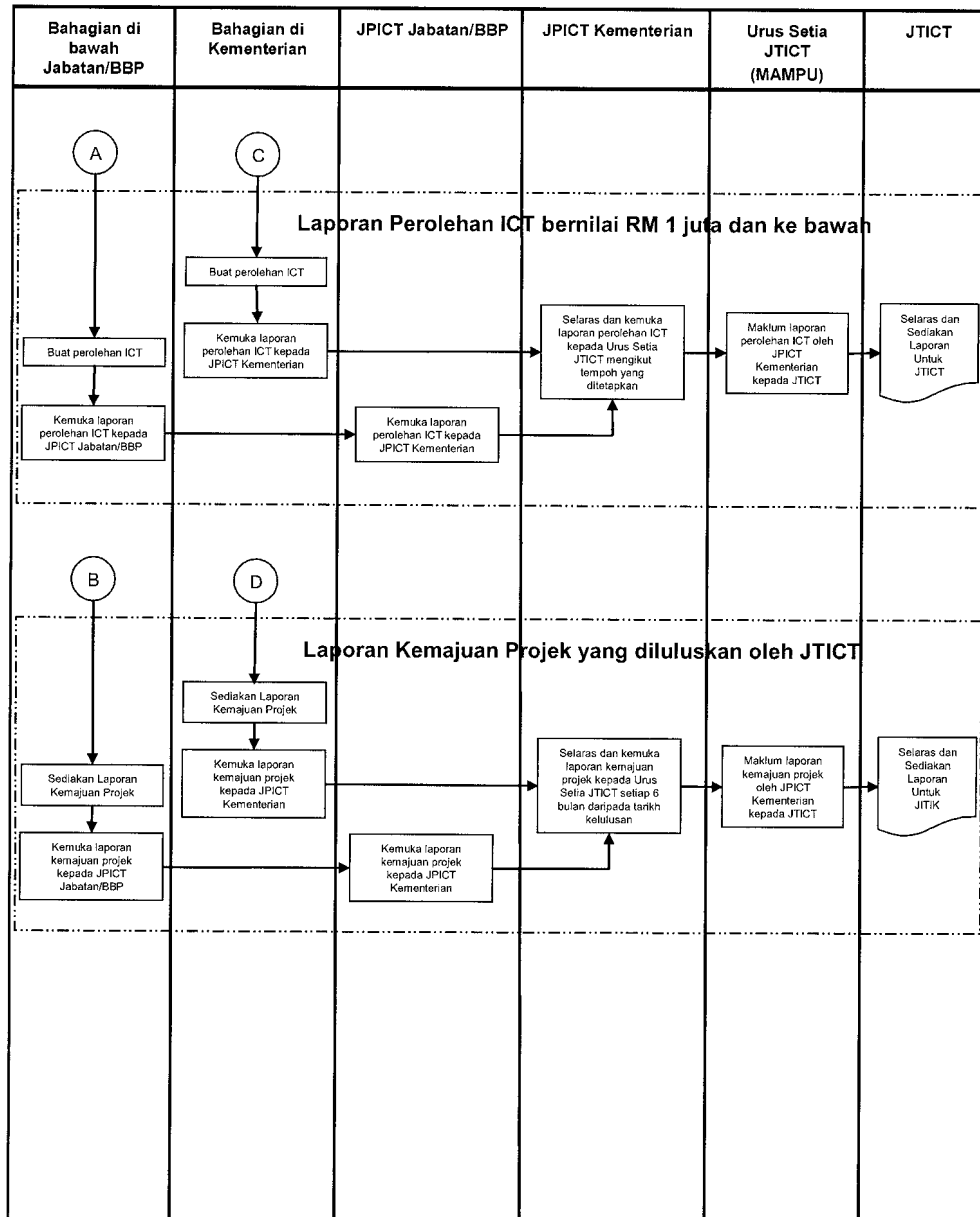 Bahagian di
bawah
Jabatan/BBP
Bahagian di
Kementerian
JPICT Jabatan/BBP
JPICT Kementerian
Urus Setia
JTICT
(MAMPU)
JTICT
A
C
Laporan Perolehan ICT bernilai RM 1 juta dan ke bawah
Buat perolehan ICT
Kemuka laporan
perolehan ICT kepada
JPICT Kementerian
Selaras dan kemuka
laporan perolehan ICT
kepada Urus Setia
JTICT mengikut
tempoh yang
ditetapkan
Maklum laporan
perolehan ICT oleh
JPICT
Kementerian
kepada JTICT
Selaras dan
Sediakan
Laporan
Untuk
JTICT
Buat perolehan ICT
Kemuka laporan
perolehan ICT kepada
JPICT Jabatan/BBP
Kemuka laporan
perolehan ICT kepada
JPICT Kementerian
B
D
Laporan Kemajuan Projek yang diluluskan oleh JTICT
Sediakan Laporan
Kemajuan Projek
Kemuka laporan
kemajuan projek
kepada JPICT
Kementerian
Selaras dan kemuka
laporan kemajuan
projek kepada Urus
Setia JTICT setiap 6
bulan daripada tarikh
kelulusan
Maklum laporan
kemajuan projek
oleh JPICT
Kementerian
kepada JTICT
Selaras dan
Sediakan
Laporan
Untuk
JITIK
Sediakan Laporan
Kemajuan Projek
Kemuka laporan
kemajuan projek
kepada JPICT
Jabatan/BBP
Kemuka laporan
kemajuan projek
kepada JPICT
Kementerian